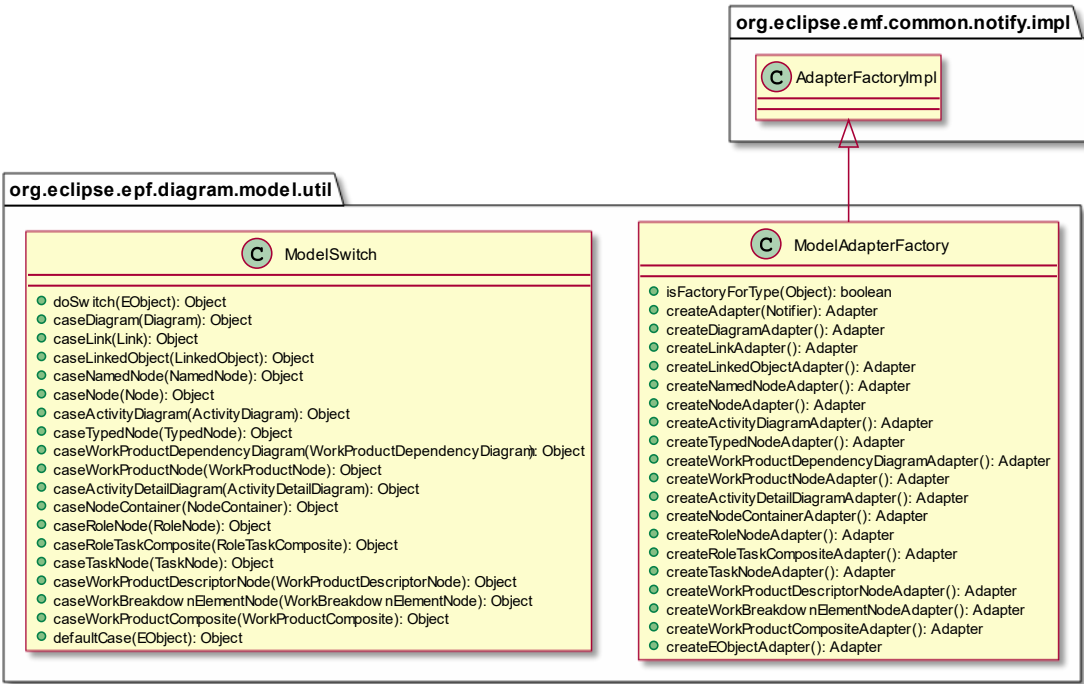 org.eclipse.emf.common.notify.impl
C AdapterFactoryImpl
org.eclipse.epf.diagram.model.util
C ModelSwitch
doSwitch(EObject): Object
caseDiagram(Diagram): Object
caseLink(Link): Object
caseLinkedObject(LinkedObject): Object
caseNamedNode(NamedNode): Object
caseNode(Node): Object
caseActivityDiagram(ActivityDiagram): Object
caseTypedNode(TypedNode): Object
caseWorkProductDependencyDiagram(WorkProductDependencyDiagram): Object
caseWorkProductNode(WorkProductNode): Object
caseActivityDetailDiagram(ActivityDetailDiagram): Object
caseNodeContainer(NodeContainer): Object
caseRoleNode(RoleNode): Object
caseRoleTaskComposite(RoleTaskComposite): Object
caseTaskNode(TaskNode): Object
caseWorkProductDescriptorNode(WorkProductDescriptorNode): Object
caseWorkBreakdownElementNode(WorkBreakdownElementNode): Object
caseWorkProductComposite(WorkProductComposite): Object
defaultCase(EObject): Object
C ModelAdapterFactory
isFactoryForType(Object): boolean
createAdapter(Notifier): Adapter
createDiagramAdapter(): Adapter
createLinkAdapter(): Adapter
createLinkedObjectAdapter(): Adapter
createNamedNodeAdapter(): Adapter
createNodeAdapter(): Adapter
createActivityDiagramAdapter(): Adapter
createTypedNodeAdapter(): Adapter
createWorkProductDependencyDiagramAdapter(): Adapter
createWorkProductNodeAdapter(): Adapter
createActivityDetailDiagramAdapter(): Adapter
createNodeContainerAdapter(): Adapter
createRoleNodeAdapter(): Adapter
createRoleTaskCompositeAdapter(): Adapter
createTaskNodeAdapter(): Adapter
createWorkProductDescriptorNodeAdapter(): Adapter
createWorkBreakdownElementNodeAdapter(): Adapter
createWorkProductCompositeAdapter(): Adapter
createEObjectAdapter(): Adapter